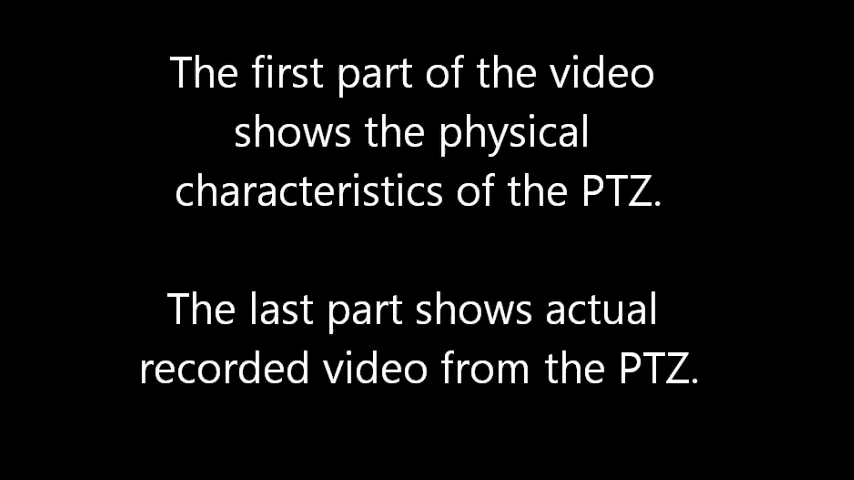 The first part of the video
shows the physical
characteristics of the PTZ.
The last part shows actual
recorded video from the PTZ.